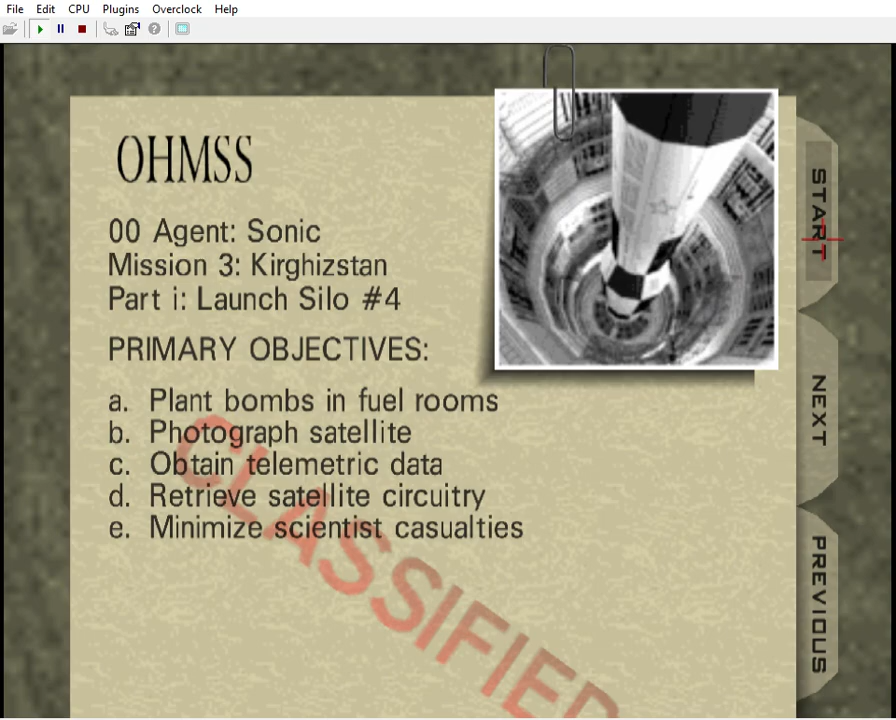 File Edit CPU Plugins Overclock Help
OHMSS
00 Agent: Sonic
Mission 3: Kirghizstan
Part i: Launch Silo #4
PRIMARY OBJECTIVES:
a. Plant bombs in fuel rooms
b. Photograph satellite
c. Obtain telemetric data
d. Retrieve satellite circuitry
e. Minimize scientist casualties
CLASSIFIED
START
NEXT
PREVIOUS